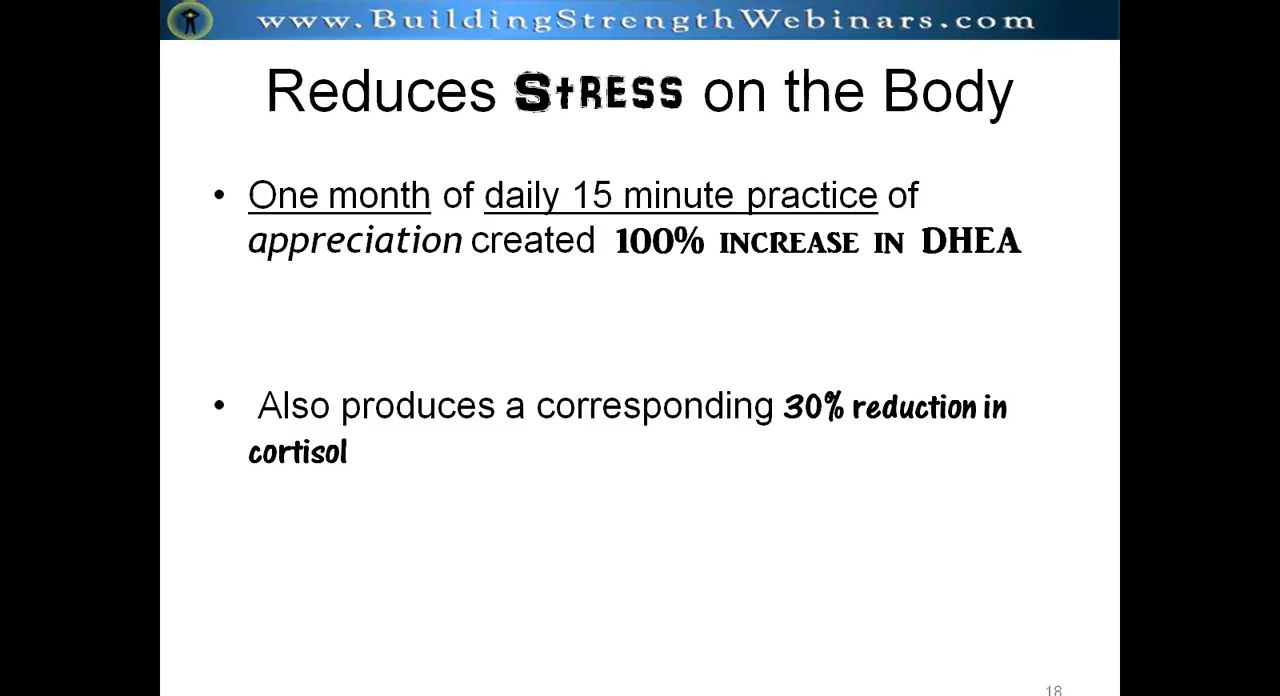 www.BuildingStrengthWebinars.com
Reduces Stress on the Body
• One month of daily 15 minute practice of
appreciation created 100% INCREASE IN DHEA
• Also produces a corresponding 30% reduction in
cortisol
18